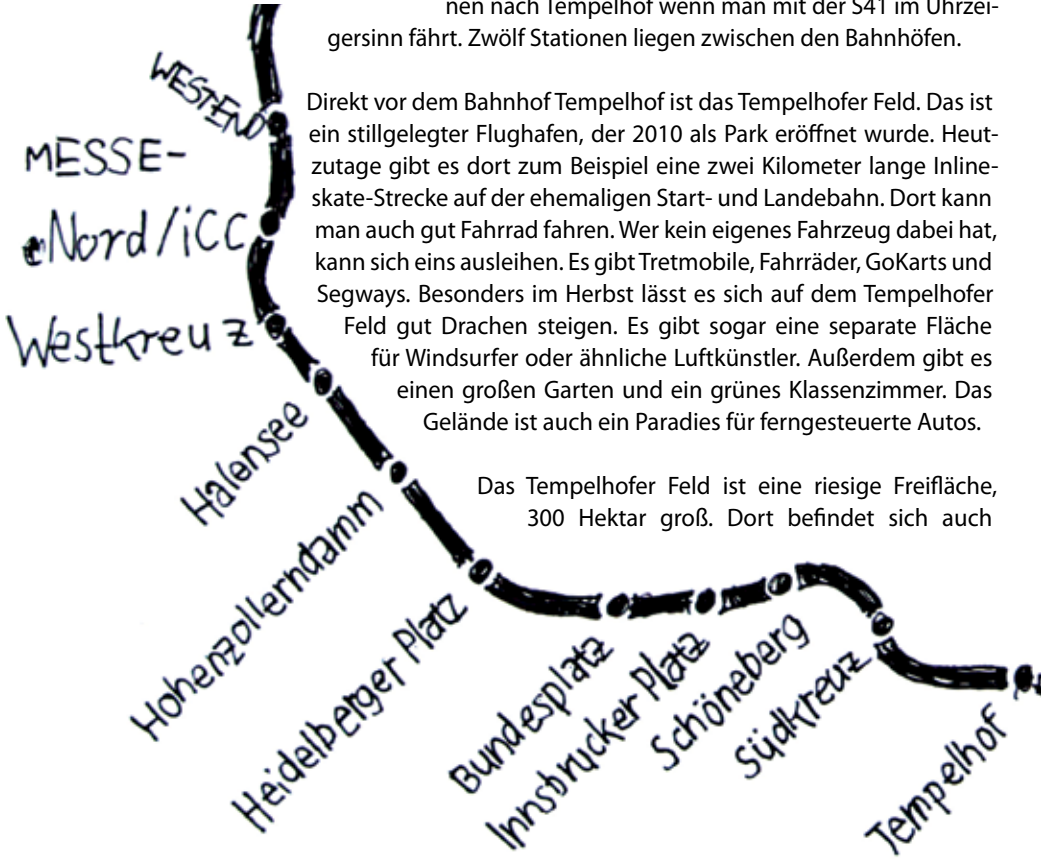 nen nach Tempelhof wenn man mit der S41 im Uhrzei-
gersinn fährt. Zwölf Stationen liegen zwischen den Bahnhöfen.
Direkt vor dem Bahnhof Tempelhof ist das Tempelhofer Feld. Das ist
ein stillgelegter Flughafen, der 2010 als Park eröffnet wurde. Heut-
zutage gibt es dort zum Beispiel eine zwei Kilometer lange Inline-
skate-Strecke auf der ehemaligen Start- und Landebahn. Dort kann
man auch gut Fahrrad fahren. Wer kein eigenes Fahrzeug dabei hat,
kann sich eins ausleihen. Es gibt Tretmobile, Fahrräder, GoKarts und
Segways. Besonders im Herbst lässt es sich auf dem Tempelhofer
Feld gut Drachen steigen. Es gibt sogar eine separate Fläche
für Windsurfer oder ähnliche Luftkünstler. Außerdem gibt es
einen großen Garten und ein grünes Klassenzimmer. Das
Gelände ist auch ein Paradies für ferngesteuerte Autos.
Das Tempelhofer Feld ist eine riesige Freifläche,
300 Hektar groß. Dort befindet sich auch
WESTEND
MESSE-
Nord/iCC
Westkreuz
Halensee
Hohenzollerndamm
Heidelberger Platz
Bundesplatz
Innsbrucker Platz
Schöneberg
Südkreuz
Tempelhof